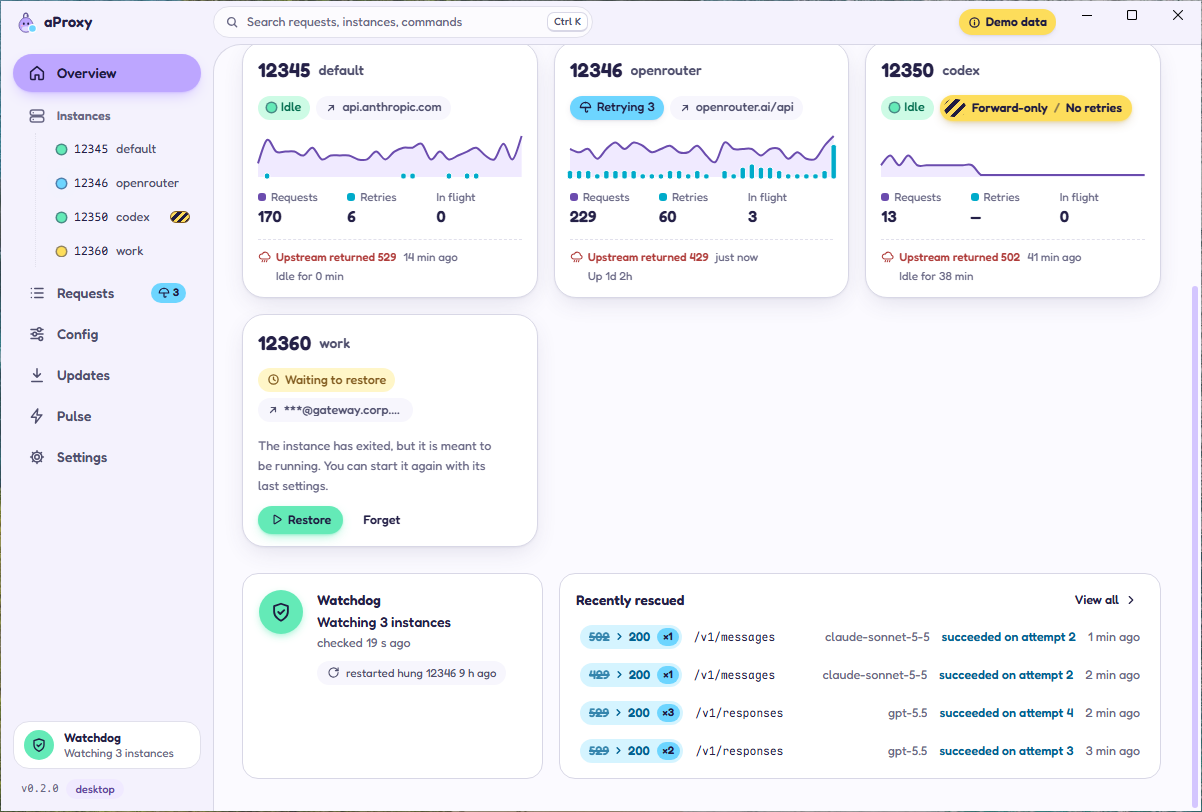 aProxy
Search requests, instances, commands
Ctrl K
Demo data
Overview
Instances
12345 default
12346 openrouter
12350 codex
12360 work
Requests
3
Config
Updates
Pulse
Settings
Watchdog
Watching 3 instances
v0.2.0 desktop
12345 default
Idle
api.anthropic.com
Requests Retries In flight
170 6 0
Upstream returned 529 14 min ago
Idle for 0 min
12346 openrouter
Retrying 3
openrouter.ai/api
Requests Retries In flight
229 60 3
Upstream returned 429 just now
Up 1d 2h
12350 codex
Idle
Forward-only / No retries
Requests Retries In flight
13 — 0
Upstream returned 502 41 min ago
Idle for 38 min
12360 work
Waiting to restore
***@gateway.corp....
The instance has exited, but it is meant to
be running. You can start it again with its
last settings.
Restore Forget
Watchdog
Watching 3 instances
checked 19 s ago
restarted hung 12346 9 h ago
Recently rescued
View all
502 > 200 ×1 /v1/messages claude-sonnet-5-5 succeeded on attempt 2 1 min ago
429 > 200 ×1 /v1/messages claude-sonnet-5-5 succeeded on attempt 2 2 min ago
529 > 200 ×3 /v1/responses gpt-5.5 succeeded on attempt 4 2 min ago
529 > 200 ×2 /v1/responses gpt-5.5 succeeded on attempt 3 3 min ago